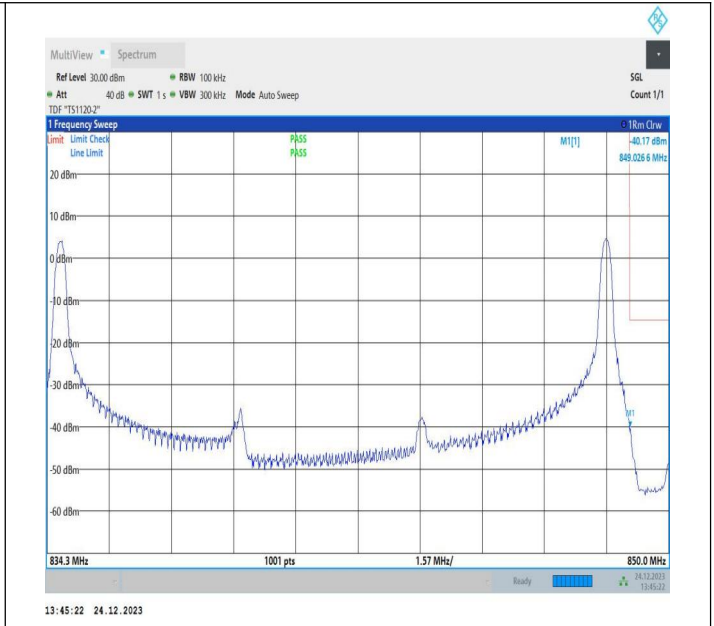 MultiView Spectrum
Ref Level 30.00 dBm RBW 100 kHz SGL
Att 40 dB SWT 1 s VBW 300 kHz Mode Auto Sweep Count 1/1
TDF "TS1120-2"
1 Frequency Sweep 1Rm Clrw
Limit Limit Check PASS M1[1] -40.17 dBm
Line Limit PASS 849.026 6 MHz
20 dBm
10 dBm
0 dBm
-10 dBm
-20 dBm
-30 dBm
M1
-40 dBm
-50 dBm
-60 dBm
834.3 MHz 1001 pts 1.57 MHz/ 850.0 MHz
Ready 24.12.2023
13:45:22
13:45:22 24.12.2023